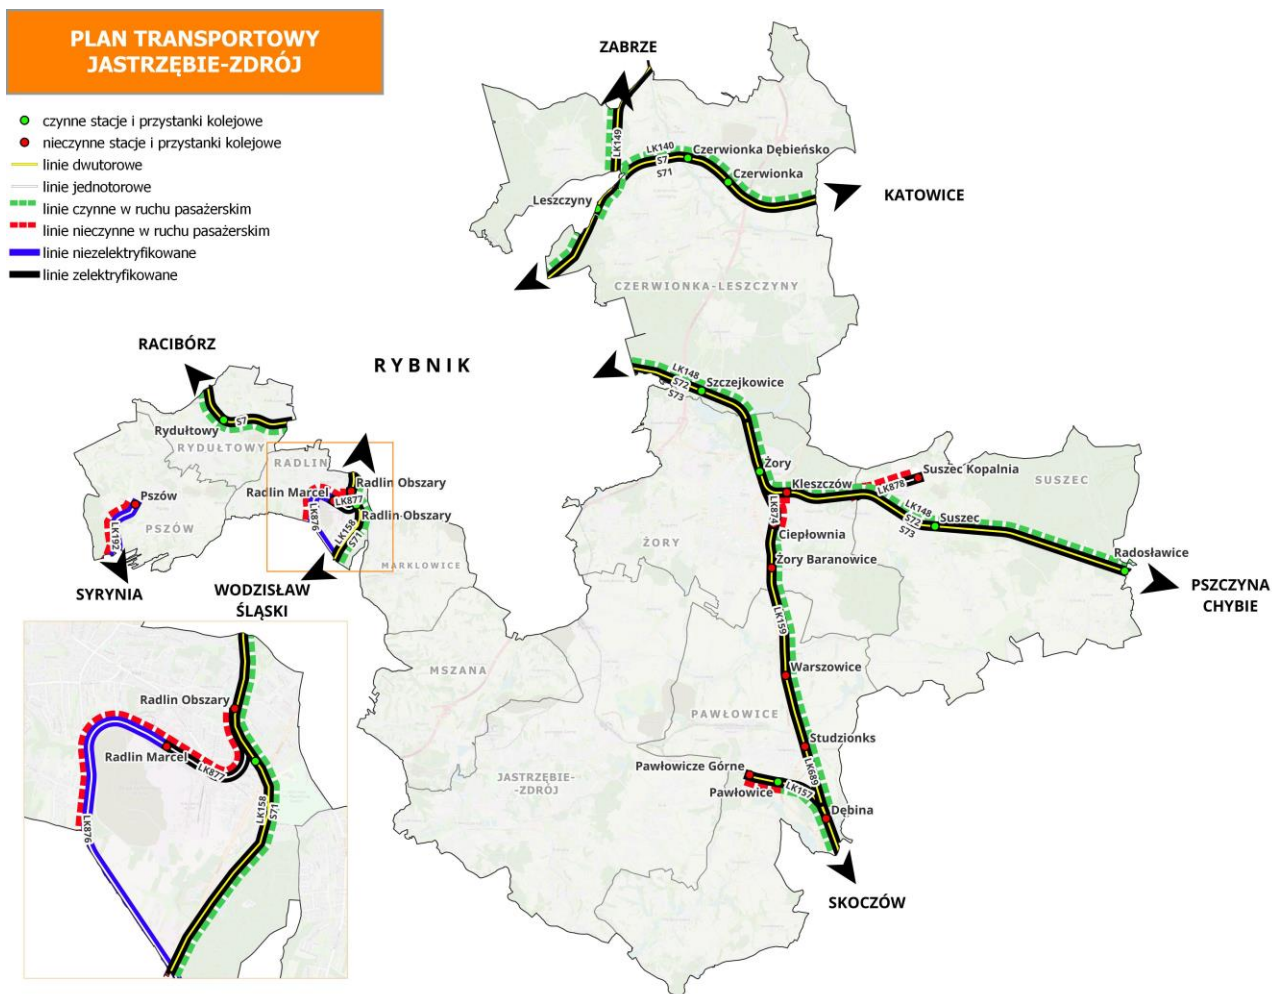 PLAN TRANSPORTOWY
JASTRZĘBIE-ZDRÓJ
czynne stacje i przystanki kolejowe
nieczynne stacje i przystanki kolejowe
linie dwutorowe
linie jednotorowe
linie czynne w ruchu pasażerskim
linie nieczynne w ruchu pasażerskim
linie niezelektryfikowane
linie zelektryfikowane
ZABRZE
LK149
LK140
S7
S71
Czerwionka Dębieńsko
Czerwionka
Leszczyny
KATOWICE
CZERWIONKA-LESZCZYNY
RACIBÓRZ
RYBNIK
LK148
S72
S73
Szczejkowice
Rydułtowy
S7
RYDUŁTOWY
RADLIN
Pszów
LK192
PSZÓW
SYRYNIA
Radlin Marcel
Radlin Obszary
LK877
Radlin Obszary
LK876
LK158
S71
MARKLOWICE
WODZISŁAW
ŚLĄSKI
Żory
Kleszczów
LK874
Suszec Kopalnia
LK878
SUSZEC
LK148
S72
S73
Suszec
Ciepłownia
ŻORY
Żory Baranowice
Radosławice
PSZCZYNA
CHYBIE
LK159
MSZANA
Warszowice
PAWŁOWICE
Studzionks
LK689
Pawłowicze Górne
Pawłowice
LK157
Dębina
JASTRZĘBIE-
-ZDRÓJ
SKOCZÓW
Radlin Obszary
Radlin Marcel
LK877
LK158
S71
LK876